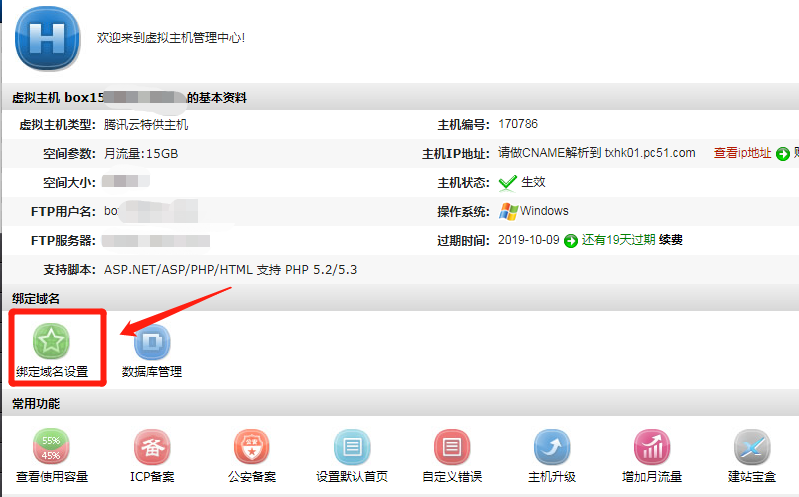 H
欢迎来到虚拟主机管理中心!
虚拟主机 box15 的基本资料
虚拟主机类型: 腾讯云特供主机 主机编号: 170786
空间参数: 月流量:15GB 主机IP地址: 请做CNAME解析到 txhk01.pc51.com 查看ip地址
空间大小: 主机状态: 生效
FTP用户名: bo 操作系统: Windows
FTP服务器: 过期时间: 2019-10-09 还有19天过期 续费
支持脚本: ASP.NET/ASP/PHP/HTML 支持 PHP 5.2/5.3
绑定域名
绑定域名设置 数据库管理
常用功能
55%
45%
备
查看使用容量 ICP备案 公安备案 设置默认首页 自定义错误 主机升级 增加月流量 建站宝盒